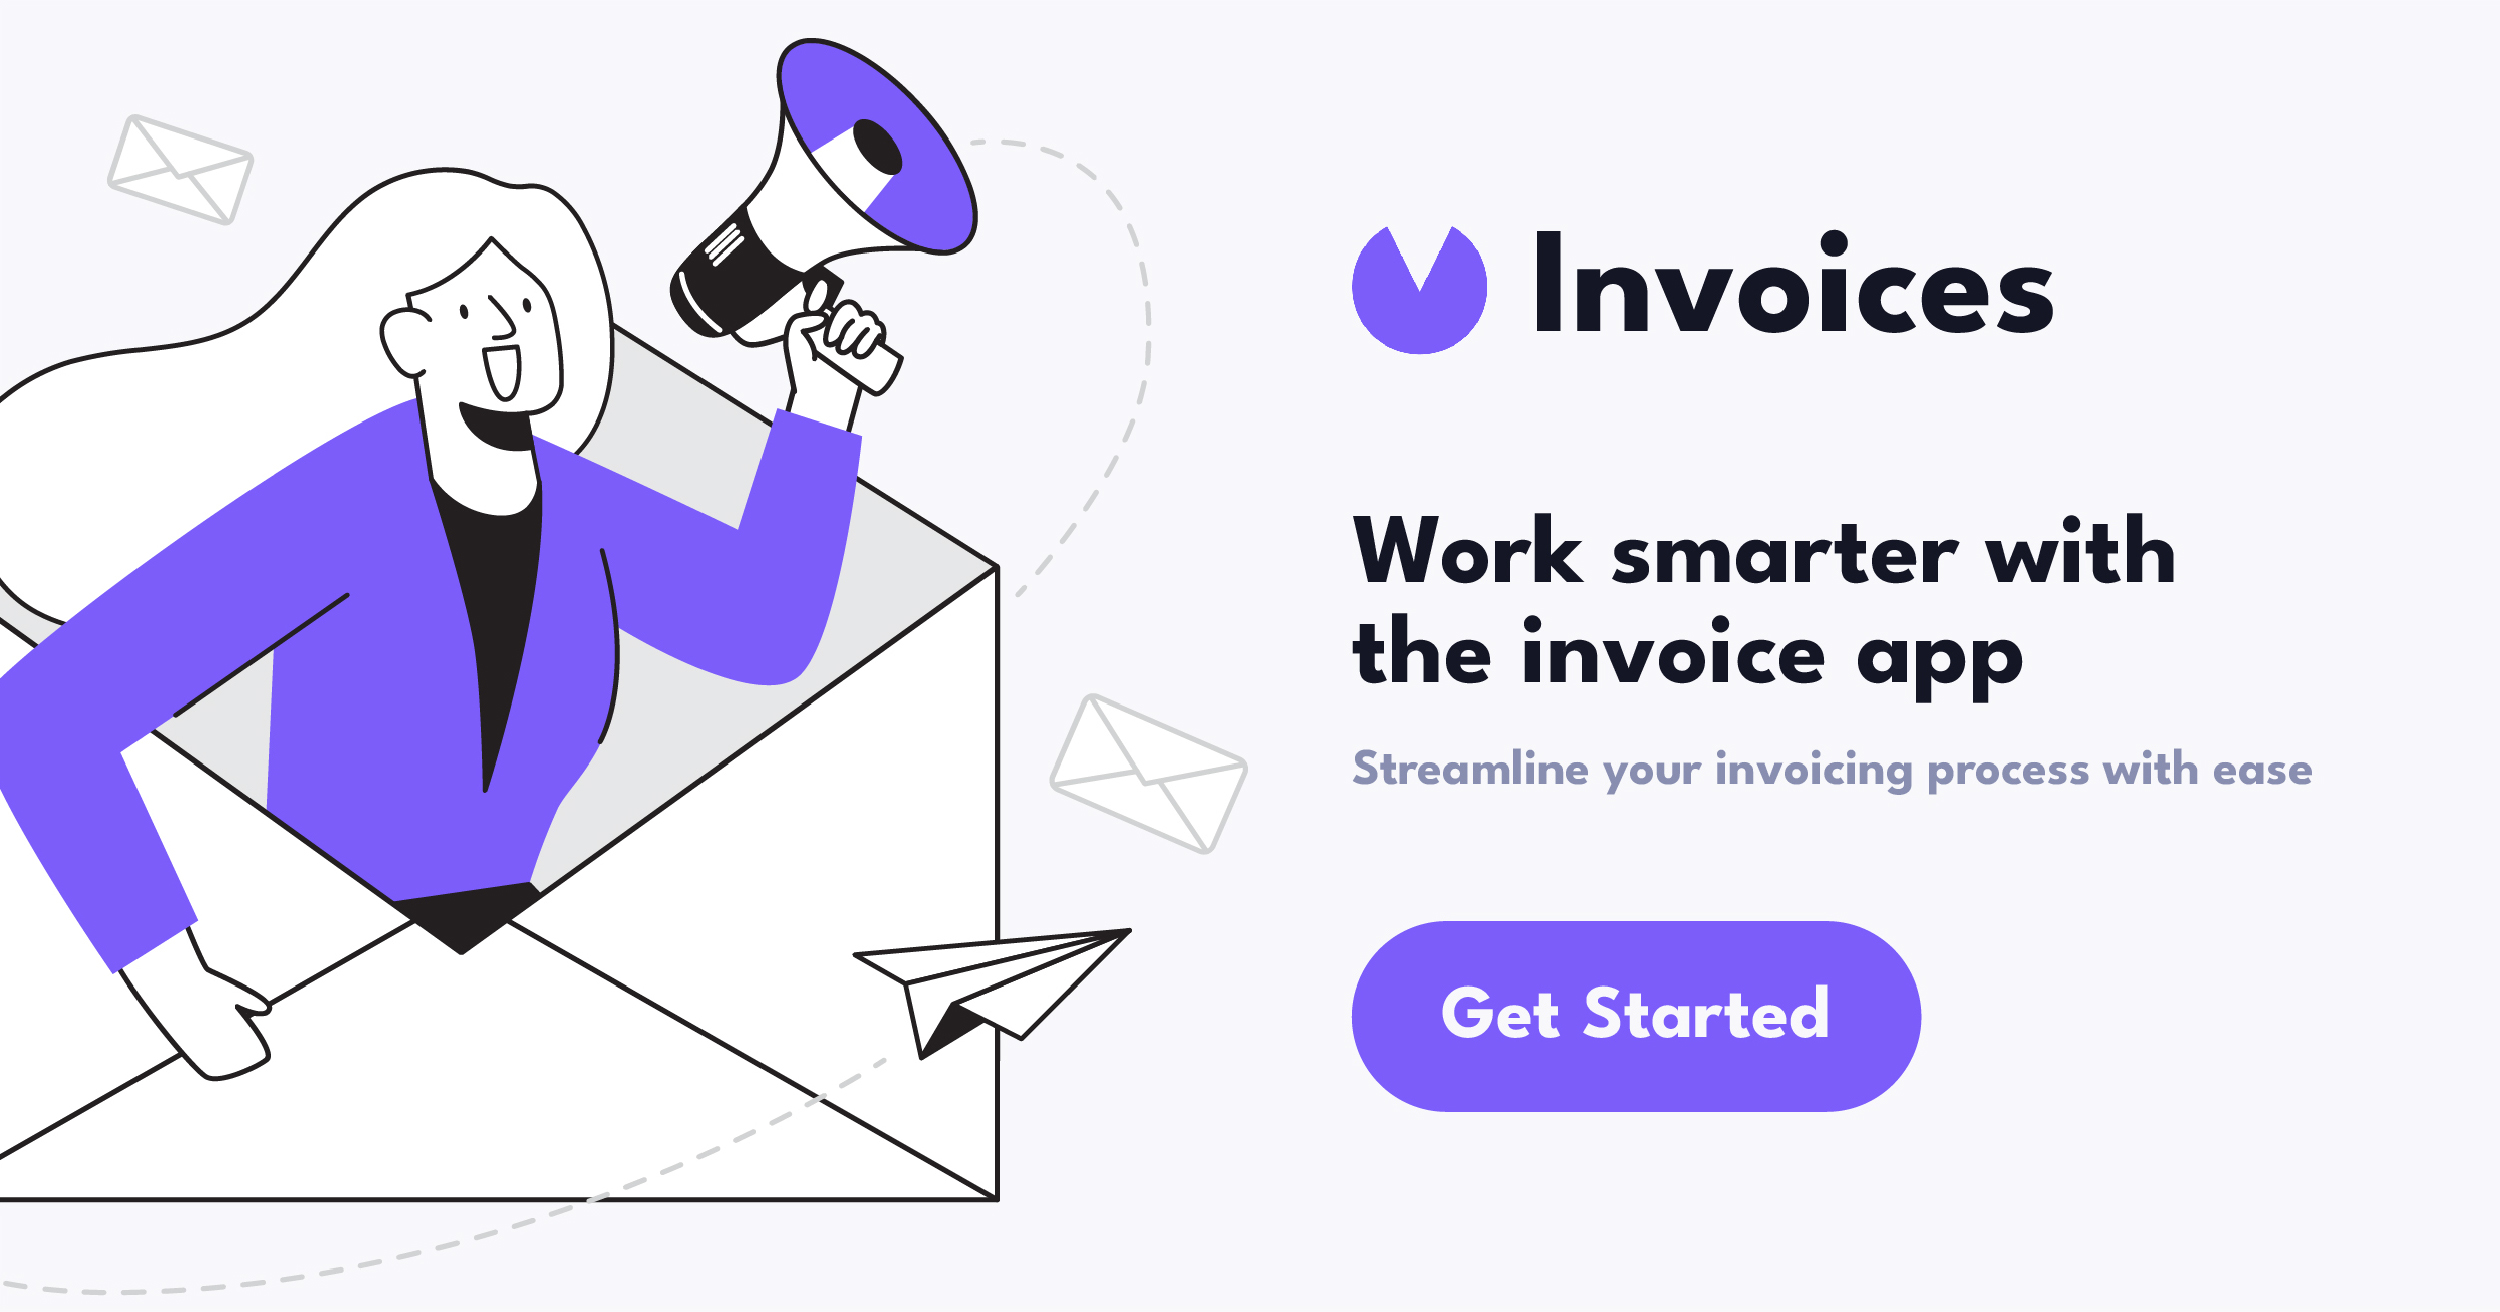 Invoices
Work smarter with
the invoice app
Streamline your invoicing process with ease
Get Started